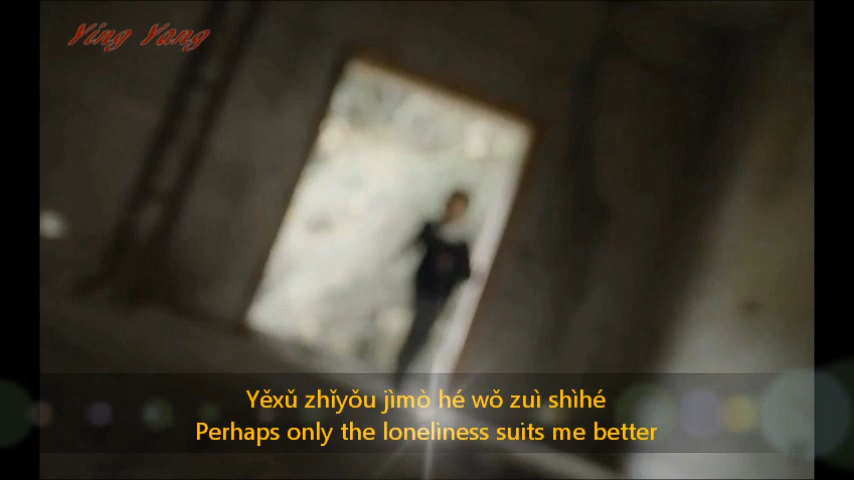 Ying Yang
Yěxǔ zhǐyǒu jìmò hé wǒ zuì shìhé
Perhaps only the loneliness suits me better